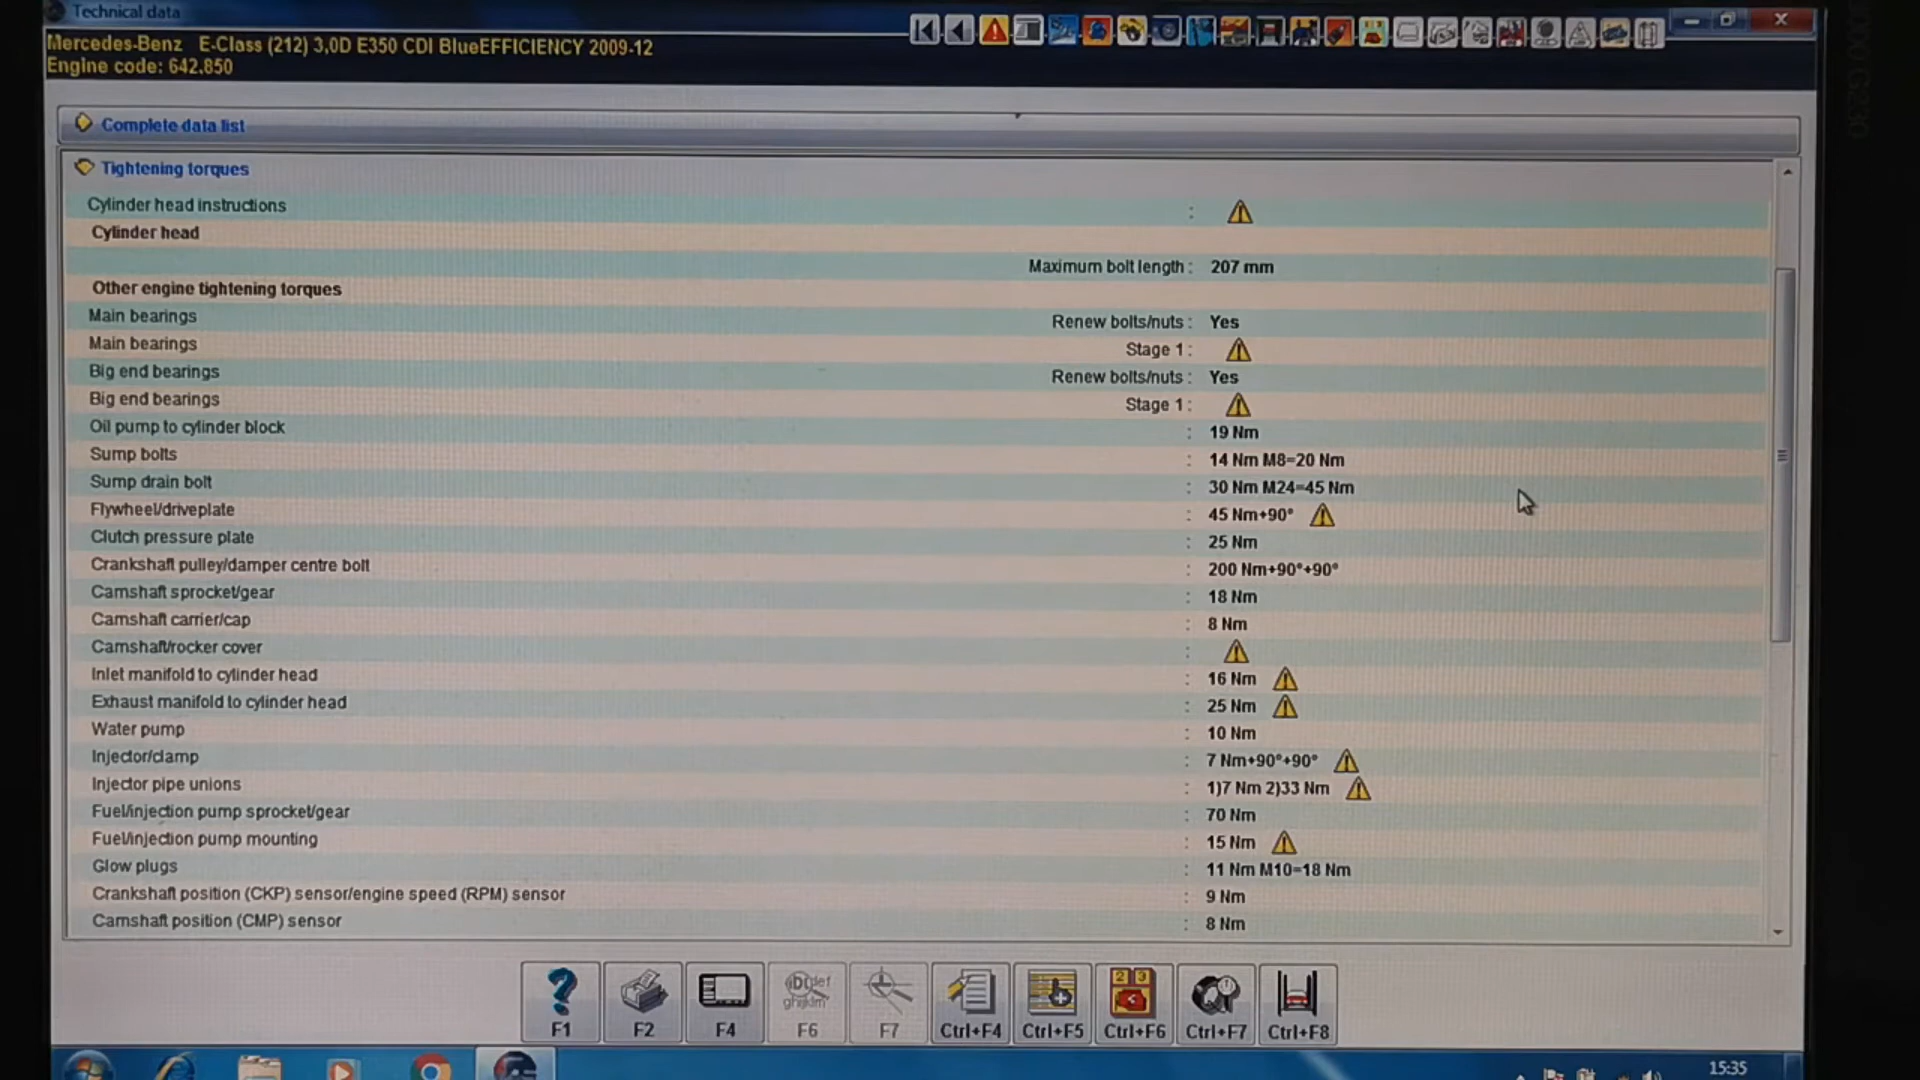 Technical data
Mercedes-Benz E-Class (212) 3,0D E350 CDI BlueEFFICIENCY 2009-12
Engine code: 642.850
Complete data list
Tightening torques
Cylinder head instructions :
Cylinder head
Maximum bolt length : 207 mm
Other engine tightening torques
Main bearings Renew bolts/nuts : Yes
Main bearings Stage 1 :
Big end bearings Renew bolts/nuts : Yes
Big end bearings Stage 1 :
Oil pump to cylinder block : 19 Nm
Sump bolts : 14 Nm M8=20 Nm
Sump drain bolt : 30 Nm M24=45 Nm
Flywheel/driveplate : 45 Nm+90°
Clutch pressure plate : 25 Nm
Crankshaft pulley/damper centre bolt : 200 Nm+90°+90°
Camshaft sprocket/gear : 18 Nm
Camshaft carrier/cap : 8 Nm
Camshaft/rocker cover :
Inlet manifold to cylinder head : 16 Nm
Exhaust manifold to cylinder head : 25 Nm
Water pump : 10 Nm
Injector/clamp : 7 Nm+90°+90°
Injector pipe unions : 1)7 Nm 2)33 Nm
Fuel/injection pump sprocket/gear : 70 Nm
Fuel/injection pump mounting : 15 Nm
Glow plugs : 11 Nm M10=18 Nm
Crankshaft position (CKP) sensor/engine speed (RPM) sensor : 9 Nm
Camshaft position (CMP) sensor : 8 Nm
F1 F2 F4 F6 F7 Ctrl+F4 Ctrl+F5 Ctrl+F6 Ctrl+F7 Ctrl+F8
15:35